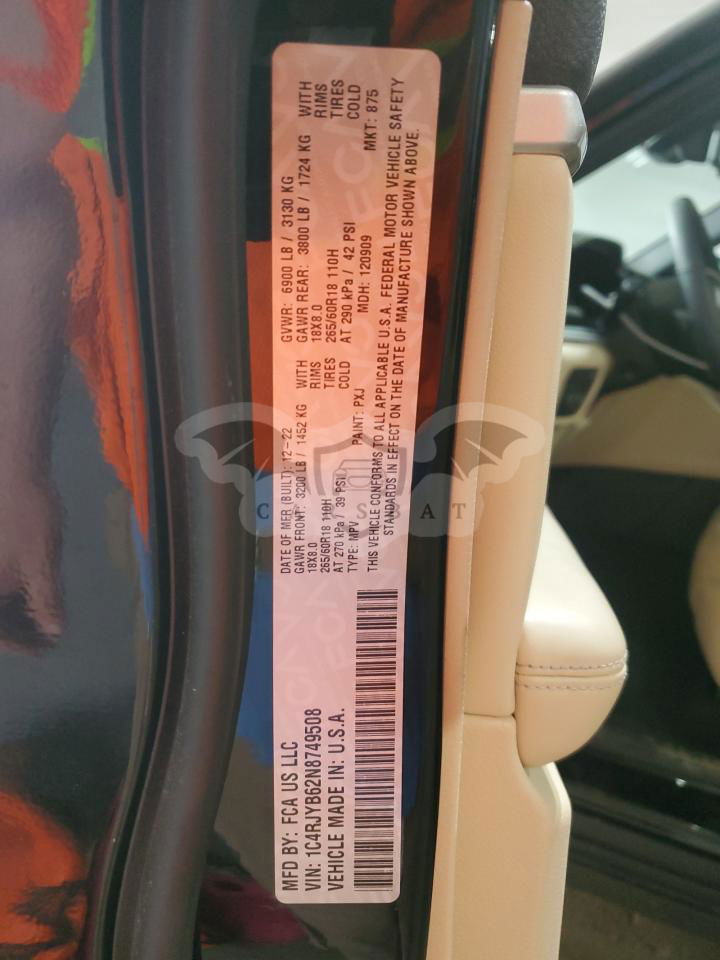 MFD BY: FCA US LLC
VIN: 1C4RJYB62N8749508
VEHICLE MADE IN: U.S.A.
DATE OF MFR (BUILT): 12-22 GVWR: 6900 LB / 3130 KG
GAWR FRONT: 3200 LB / 1452 KG WITH GAWR REAR: 3800 LB / 1724 KG WITH
18X8.0 RIMS 18X8.0 RIMS
265/60R18 110H TIRES 265/60R18 110H TIRES
AT 270 kPa / 39 PSI COLD AT 290 kPa / 42 PSI COLD
TYPE: MPV PAINT: PXJ MDH: 120909 MKT: 875
THIS VEHICLE CONFORMS TO ALL APPLICABLE U.S.A. FEDERAL MOTOR VEHICLE SAFETY
STANDARDS IN EFFECT ON THE DATE OF MANUFACTURE SHOWN ABOVE.
CARSBAT